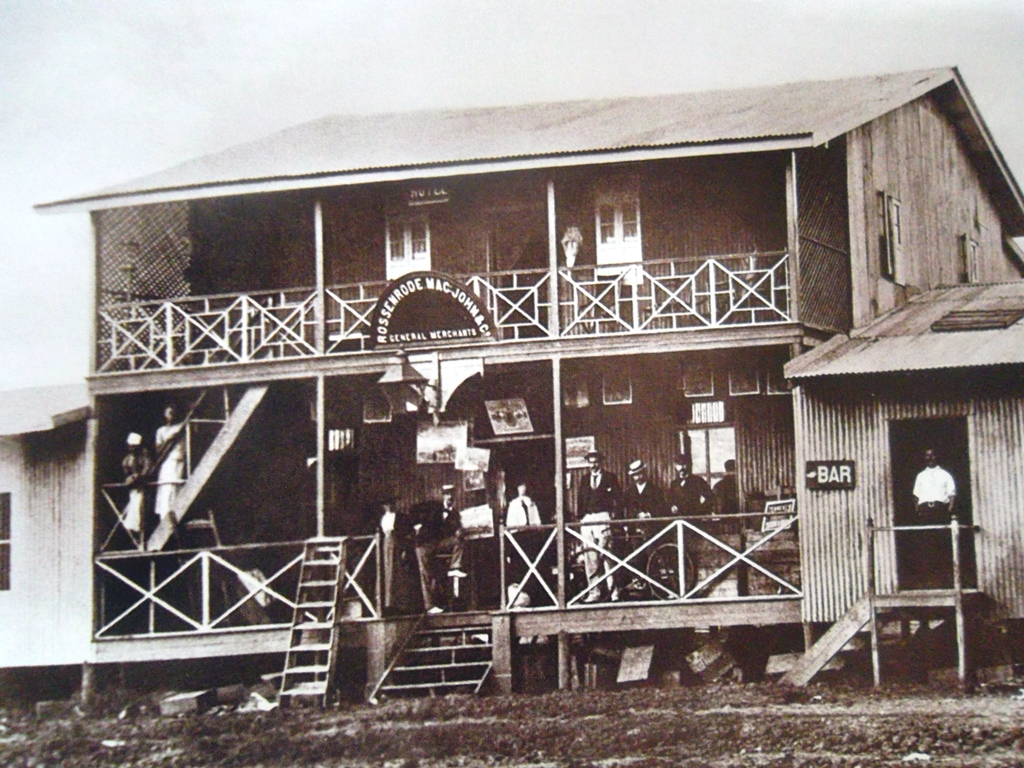 HOTEL
ROSSENRODE MAC-JOHN & Co
GENERAL MERCHANTS
BAR